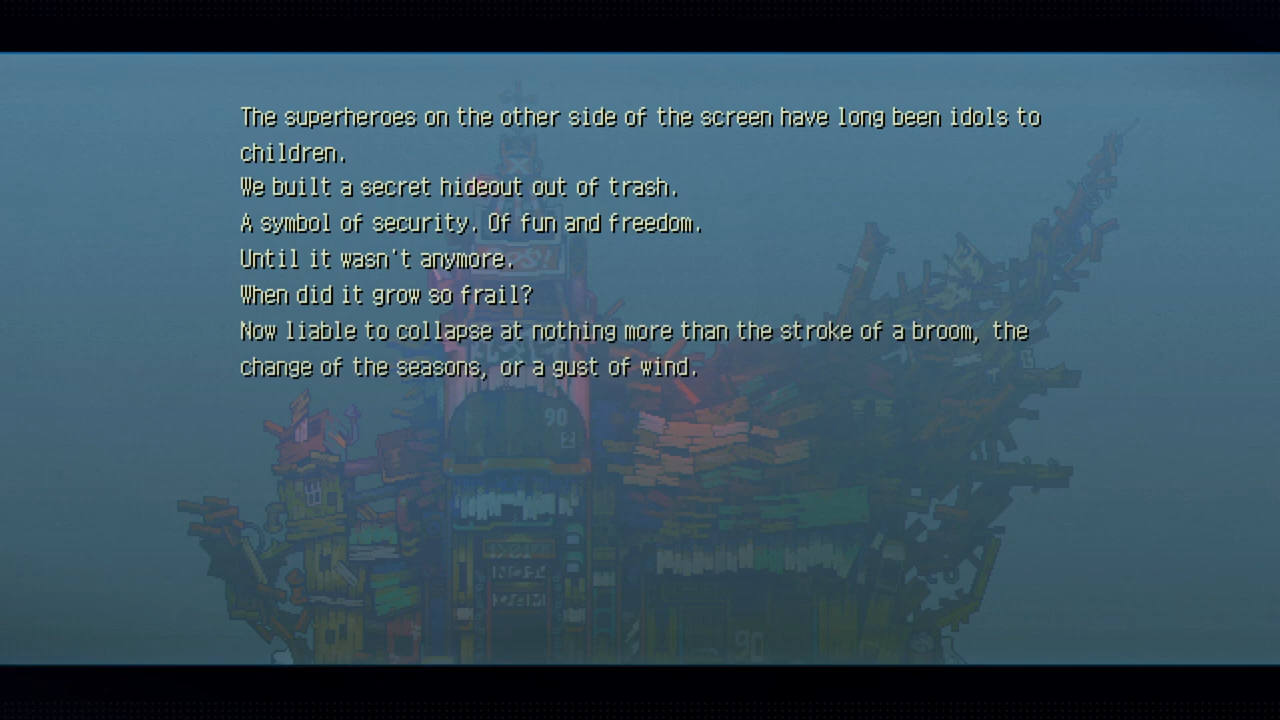 The superheroes on the other side of the screen have long been idols to
children.
We built a secret hideout out of trash.
A symbol of security. Of fun and freedom.
Until it wasn't anymore.
When did it grow so frail?
Now liable to collapse at nothing more than the stroke of a broom, the
change of the seasons, or a gust of wind.
90
2
90